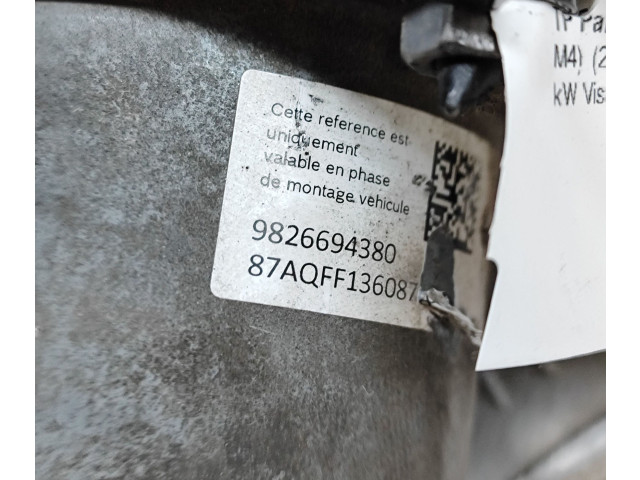 Cette reference est
uniquement
valable en phase
de montage vehicule
9826694380
87AQFF136087
M4) (2
kW Vis